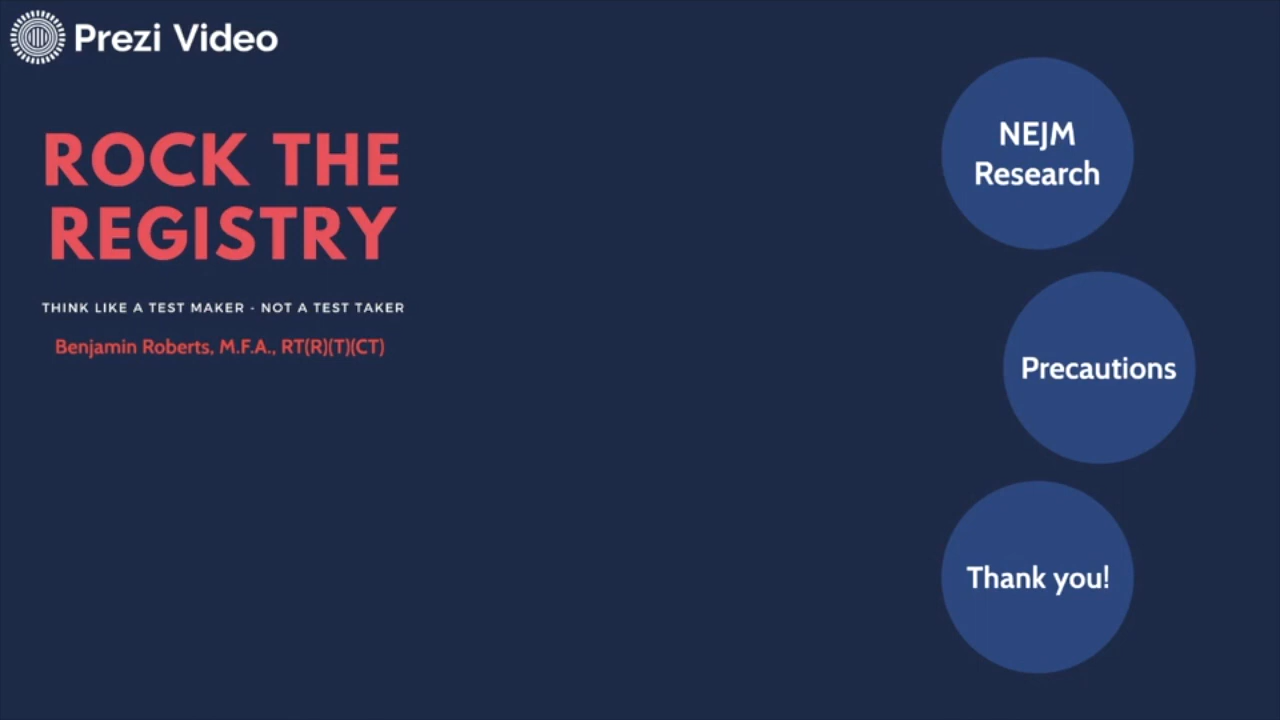 Prezi Video
ROCK THE
REGISTRY
THINK LIKE A TEST MAKER - NOT A TEST TAKER
Benjamin Roberts, M.F.A., RT(R)(T)(CT)
NEJM
Research
Precautions
Thank you!